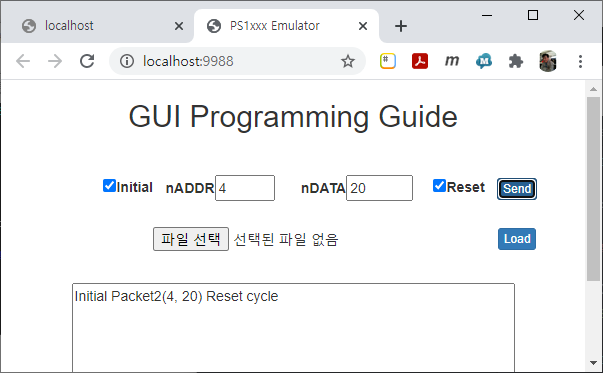 localhost
PS1xxx Emulator
localhost:9988
GUI Programming Guide
Initial nADDR 4 nDATA 20 Reset Send
파일 선택 선택된 파일 없음 Load
Initial Packet2(4, 20) Reset cycle